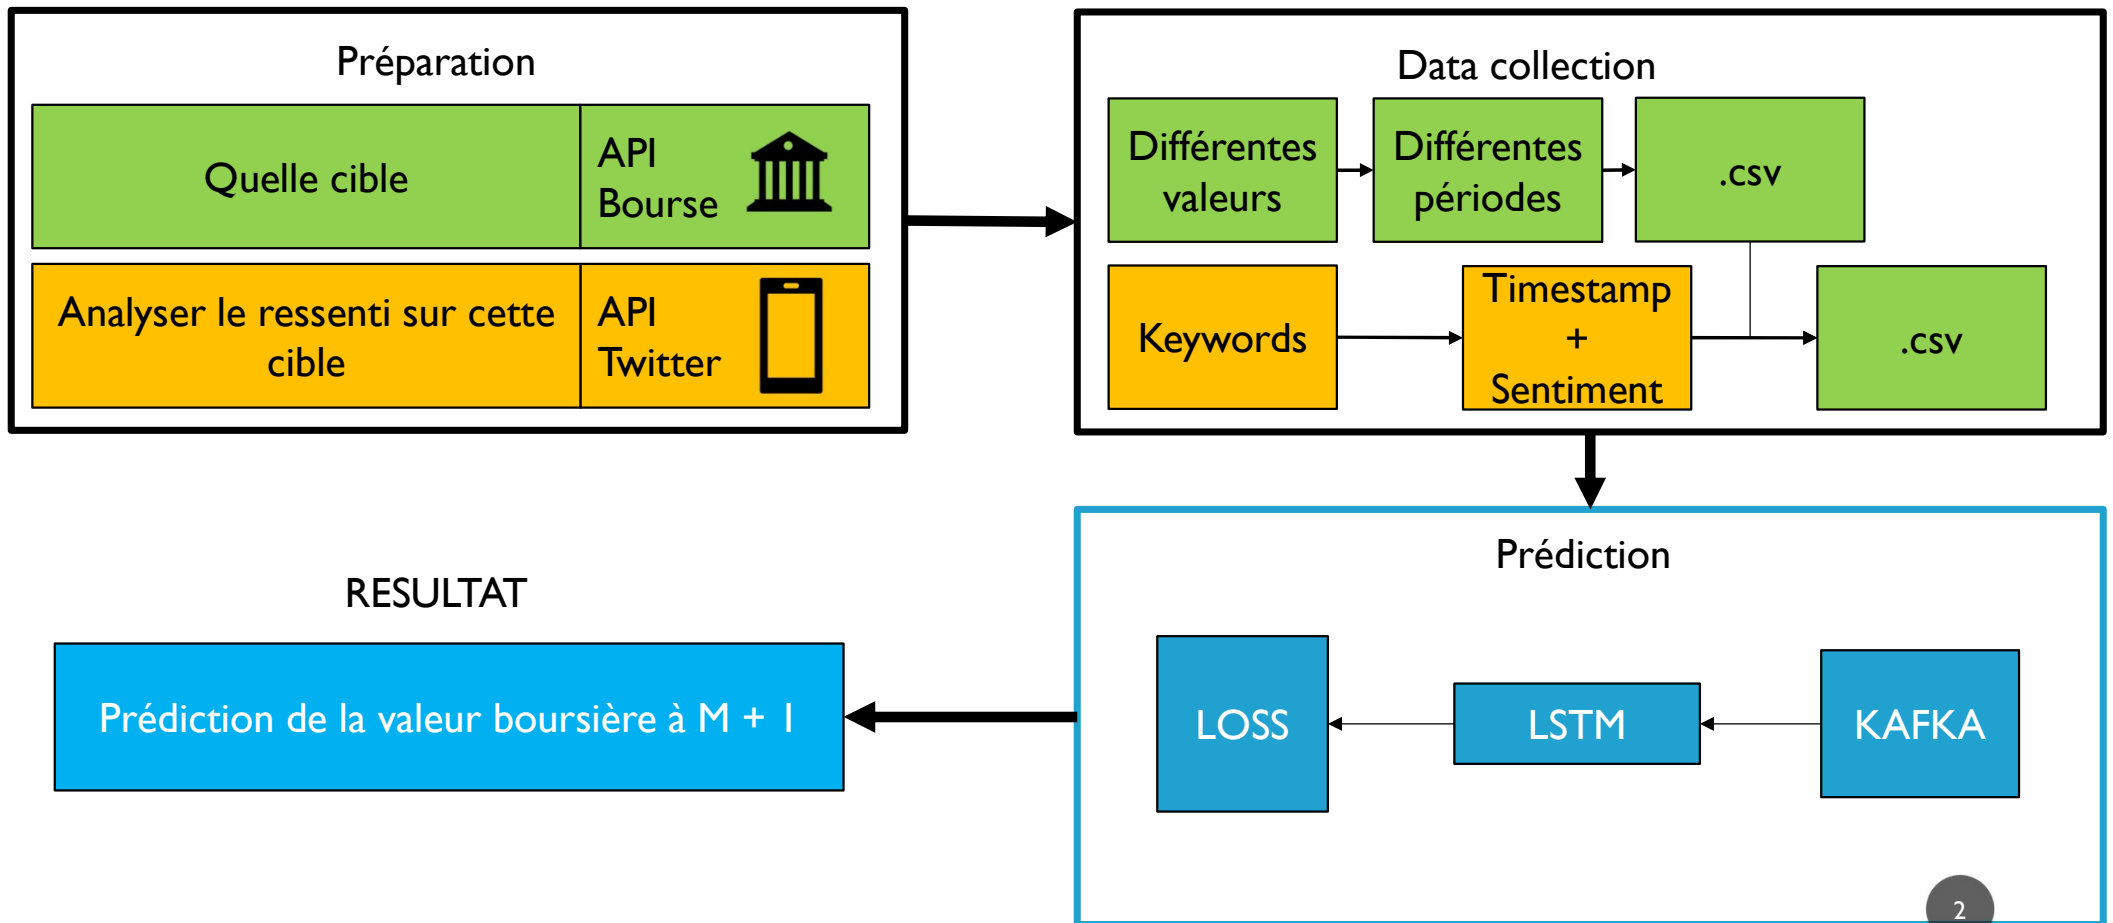 Préparation
Quelle cible
API
Bourse
Analyser le ressenti sur cette
cible
API
Twitter
Data collection
Différentes
valeurs
Différentes
périodes
.csv
Keywords
Timestamp
+
Sentiment
.csv
Prédiction
LOSS
LSTM
KAFKA
RESULTAT
Prédiction de la valeur boursière à M + 1
2